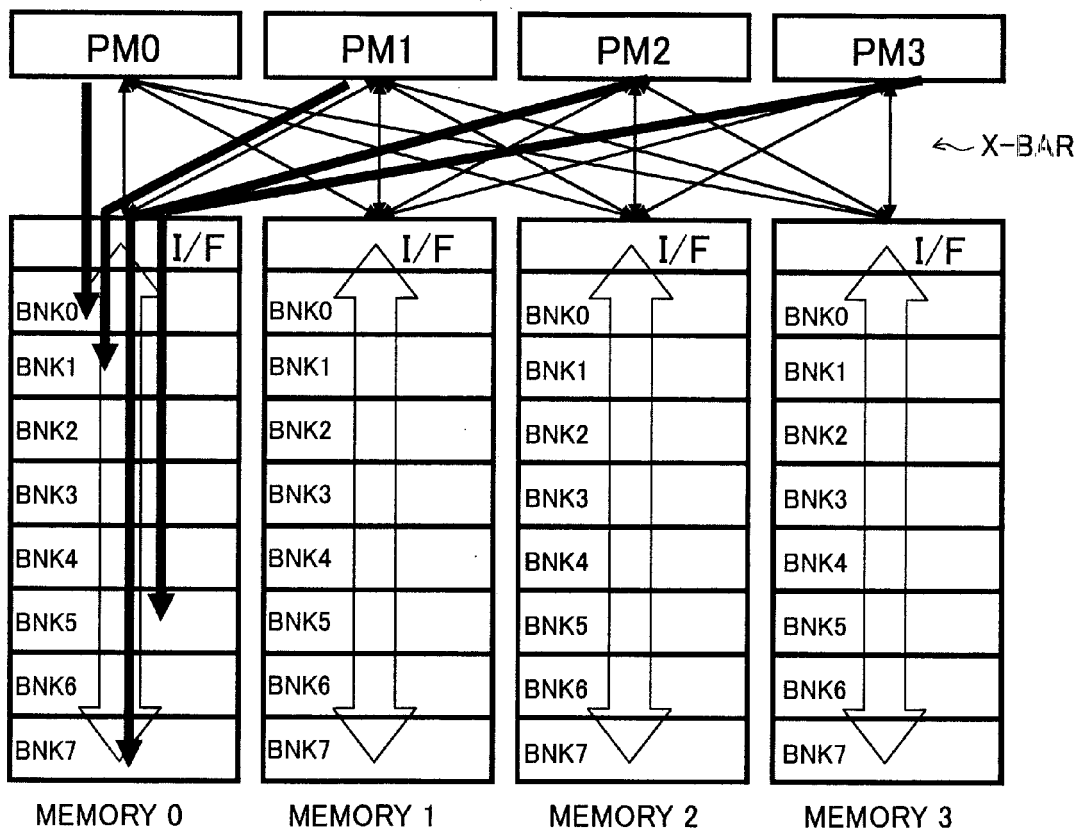 PM0 PM1 PM2 PM3
X-BAR
I/F I/F I/F I/F
BNK0 BNK0 BNK0 BNK0
BNK1 BNK1 BNK1 BNK1
BNK2 BNK2 BNK2 BNK2
BNK3 BNK3 BNK3 BNK3
BNK4 BNK4 BNK4 BNK4
BNK5 BNK5 BNK5 BNK5
BNK6 BNK6 BNK6 BNK6
BNK7 BNK7 BNK7 BNK7
MEMORY 0 MEMORY 1 MEMORY 2 MEMORY 3